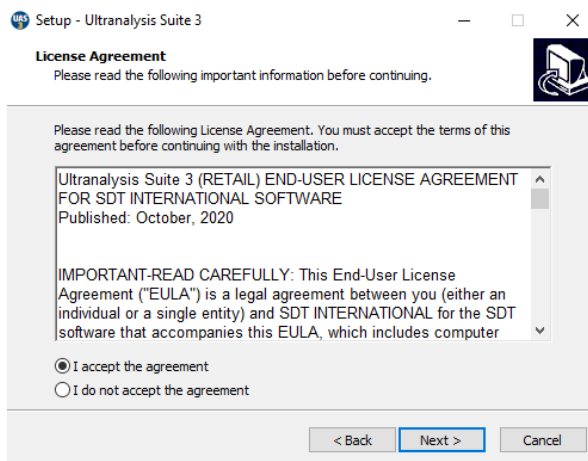 UAS
3
Setup - Ultranalysis Suite 3
License Agreement
Please read the following important information before continuing.
Please read the following License Agreement. You must accept the terms of this
agreement before continuing with the installation.
Ultranalysis Suite 3 (RETAIL) END-USER LICENSE AGREEMENT
FOR SDT INTERNATIONAL SOFTWARE
Published: October, 2020
IMPORTANT-READ CAREFULLY: This End-User License
Agreement ("EULA") is a legal agreement between you (either an
individual or a single entity) and SDT INTERNATIONAL for the SDT
software that accompanies this EULA, which includes computer
I accept the agreement
I do not accept the agreement
< Back
Next >
Cancel